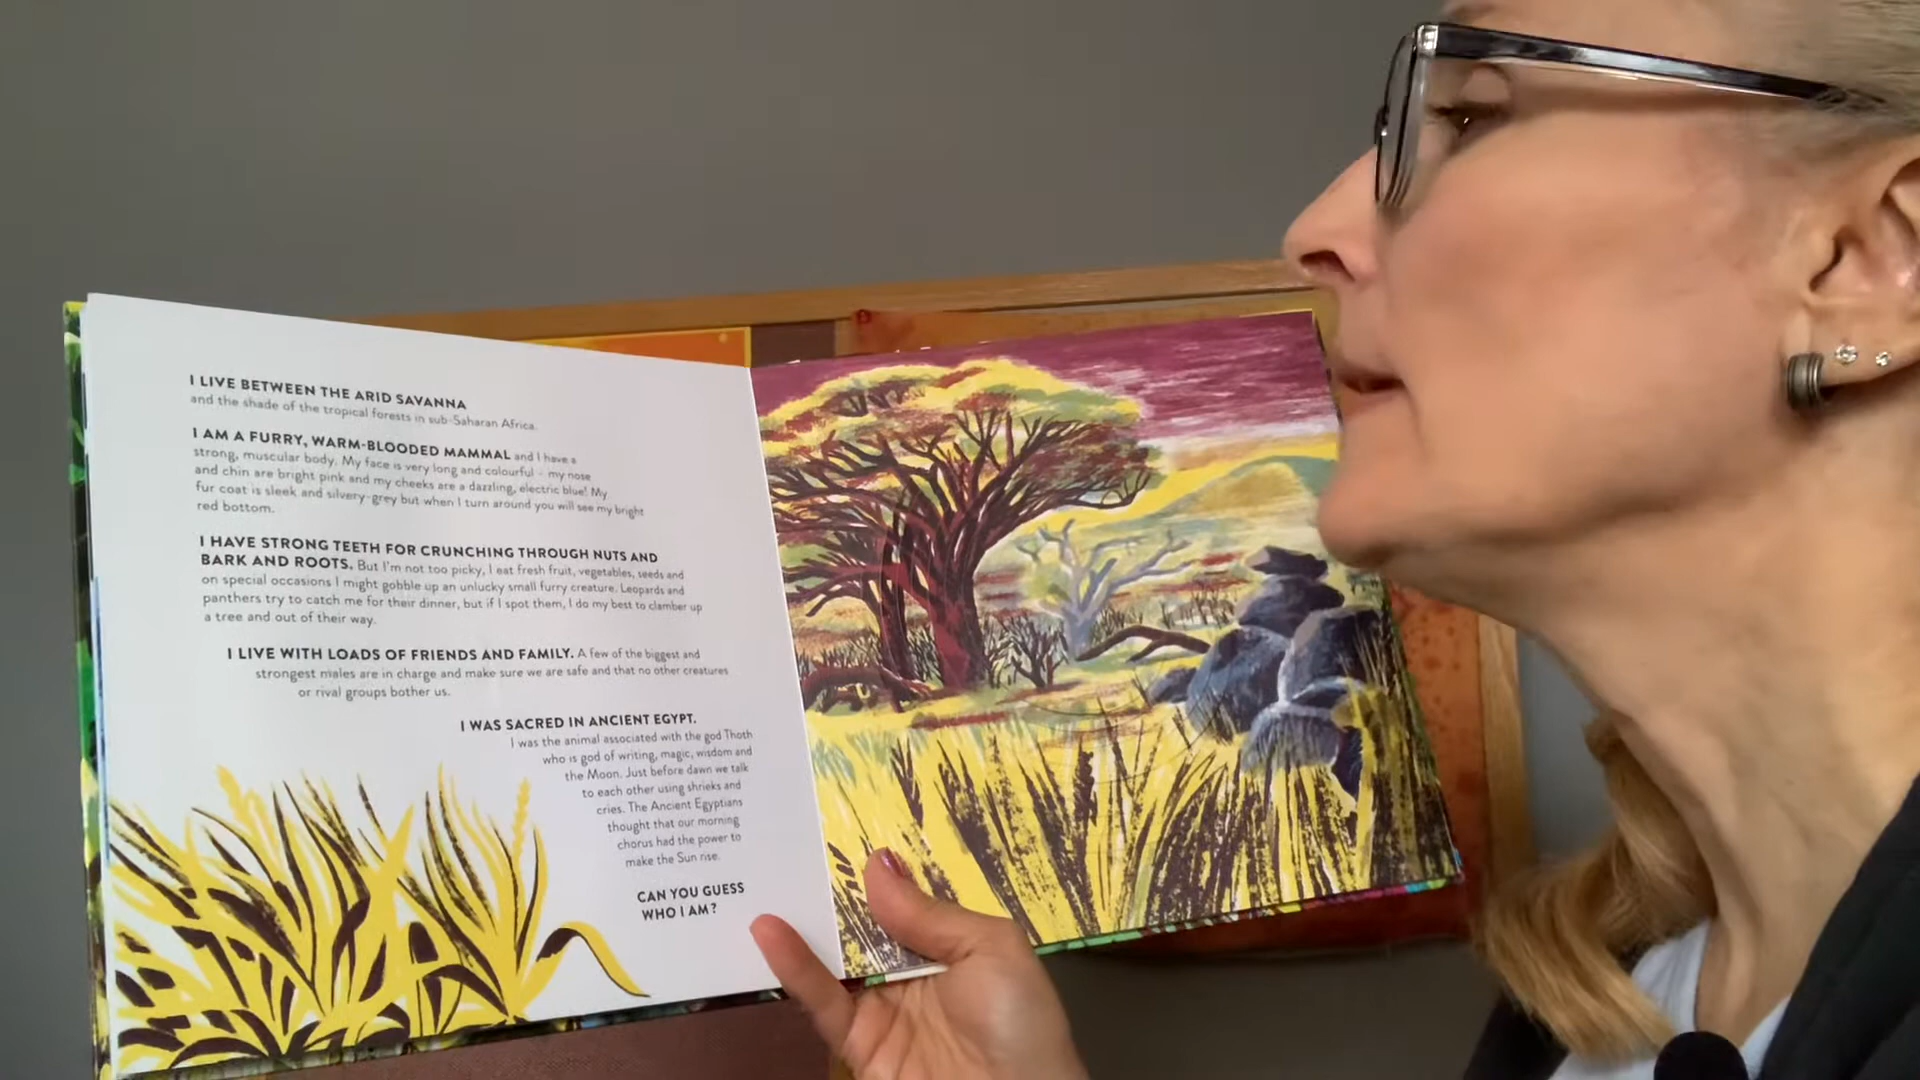 I LIVE BETWEEN THE ARID SAVANNA
and the shade of the tropical forests in sub-Saharan Africa.
I AM A FURRY, WARM-BLOODED MAMMAL and I have a
strong, muscular body. My face is very long and colourful – my nose
and chin are bright pink and my cheeks are a dazzling, electric blue! My
fur coat is sleek and silvery-grey but when I turn around you will see my bright
red bottom.
I HAVE STRONG TEETH FOR CRUNCHING THROUGH NUTS AND
BARK AND ROOTS. But I'm not too picky, I eat fresh fruit, vegetables, seeds and
on special occasions I might gobble up an unlucky small furry creature. Leopards and
panthers try to catch me for their dinner, but if I spot them, I do my best to clamber up
a tree and out of their way.
I LIVE WITH LOADS OF FRIENDS AND FAMILY. A few of the biggest and
strongest males are in charge and make sure we are safe and that no other creatures
or rival groups bother us.
I WAS SACRED IN ANCIENT EGYPT.
I was the animal associated with the god Thoth
who is god of writing, magic, wisdom and
the Moon. Just before dawn we talk
to each other using shrieks and
cries. The Ancient Egyptians
thought that our morning
chorus had the power to
make the Sun rise.
CAN YOU GUESS
WHO I AM?